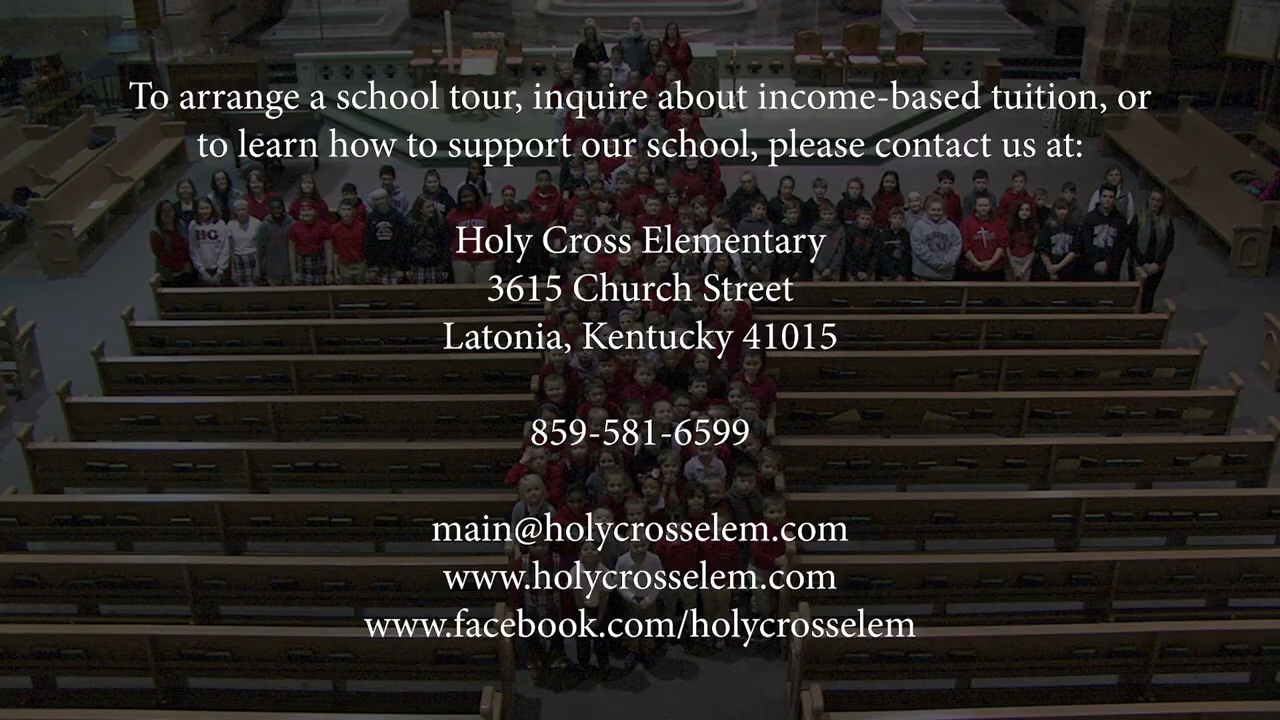 To arrange a school tour, inquire about income-based tuition, or
to learn how to support our school, please contact us at:
Holy Cross Elementary
3615 Church Street
Latonia, Kentucky 41015
859-581-6599
main@holycrosselem.com
www.holycrosselem.com
www.facebook.com/holycrosselem